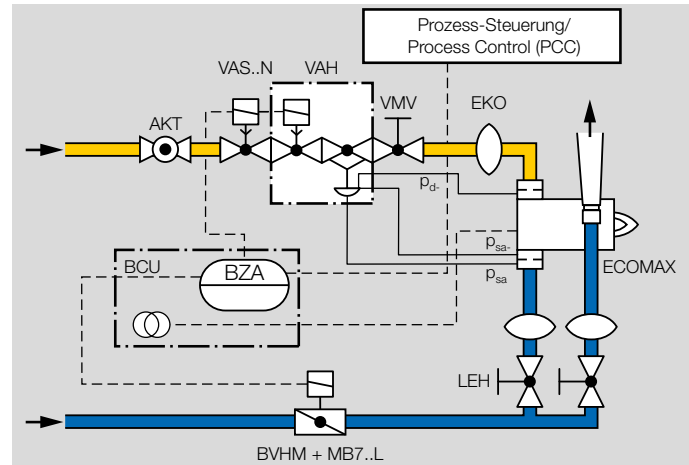 Prozess-Steuerung/
Process Control (PCC)
VAS..N
VAH
VMV
EKO
AKT
pd-
psa-
psa
ECOMAX
BCU
BZA
LEH
BVHM + MB7..L